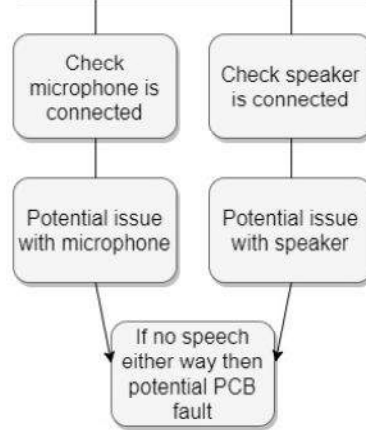 Check
microphone is
connected
Check speaker
is connected
Potential issue
with microphone
Potential issue
with speaker
If no speech
either way then
potential PCB
fault